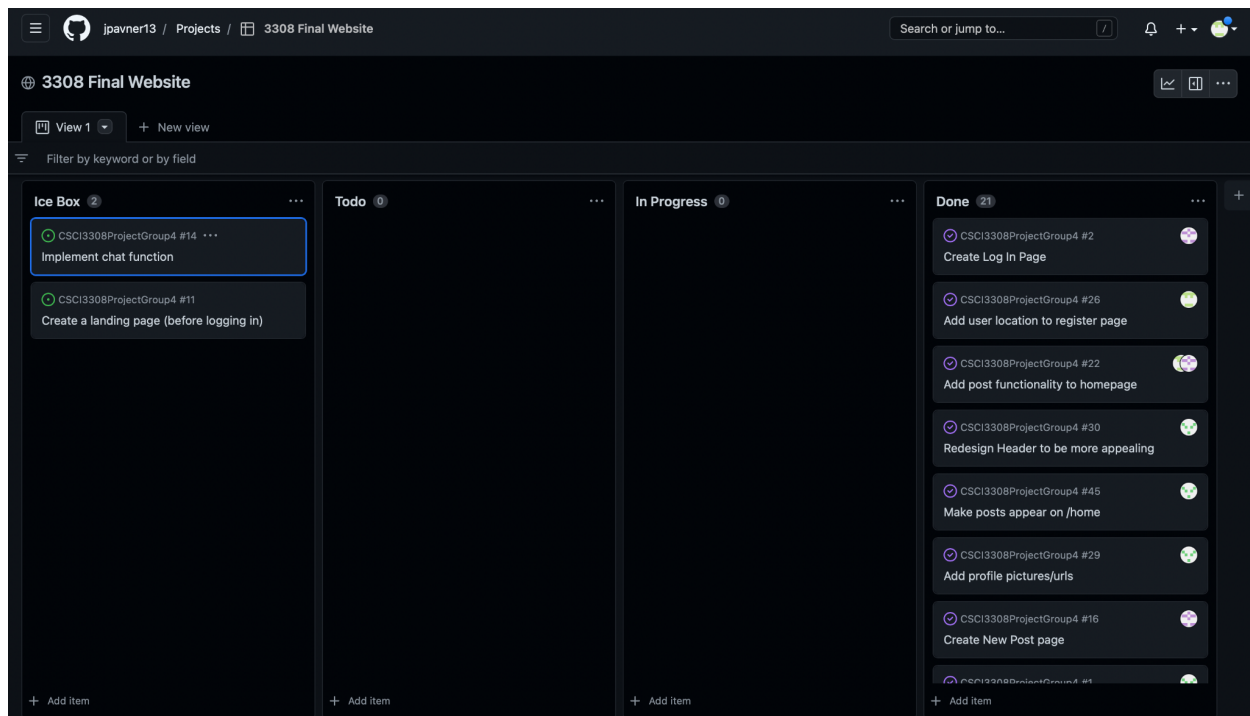 jpavner13 / Projects / 3308 Final Website
Search or jump to... /
3308 Final Website
View 1
New view
Filter by keyword or by field
Ice Box 2
CSCI3308ProjectGroup4 #14
Implement chat function
CSCI3308ProjectGroup4 #11
Create a landing page (before logging in)
Add item
Todo 0
Add item
In Progress 0
Add item
Done 21
CSCI3308ProjectGroup4 #2
Create Log In Page
CSCI3308ProjectGroup4 #26
Add user location to register page
CSCI3308ProjectGroup4 #22
Add post functionality to homepage
CSCI3308ProjectGroup4 #30
Redesign Header to be more appealing
CSCI3308ProjectGroup4 #45
Make posts appear on /home
CSCI3308ProjectGroup4 #29
Add profile pictures/urls
CSCI3308ProjectGroup4 #16
Create New Post page
CSCI3308ProjectGroup4 #1
Add item